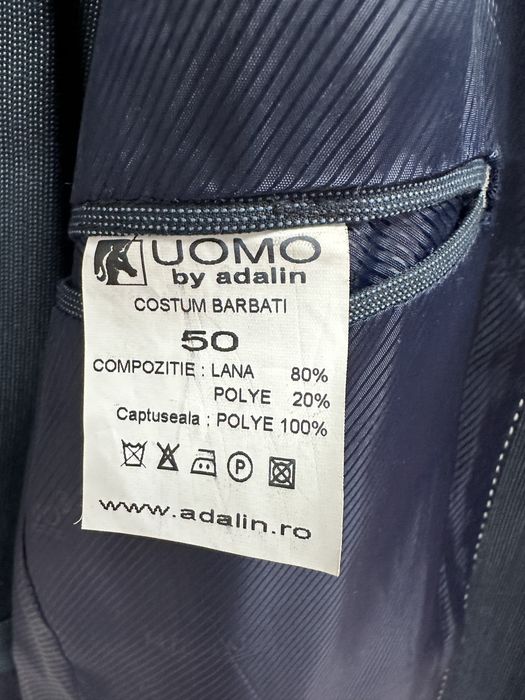 UOMO
by adalin
COSTUM BARBATI
50
COMPOZITIE : LANA 80%
POLYE 20%
Captuseala : POLYE 100%
P
www.adalin.ro